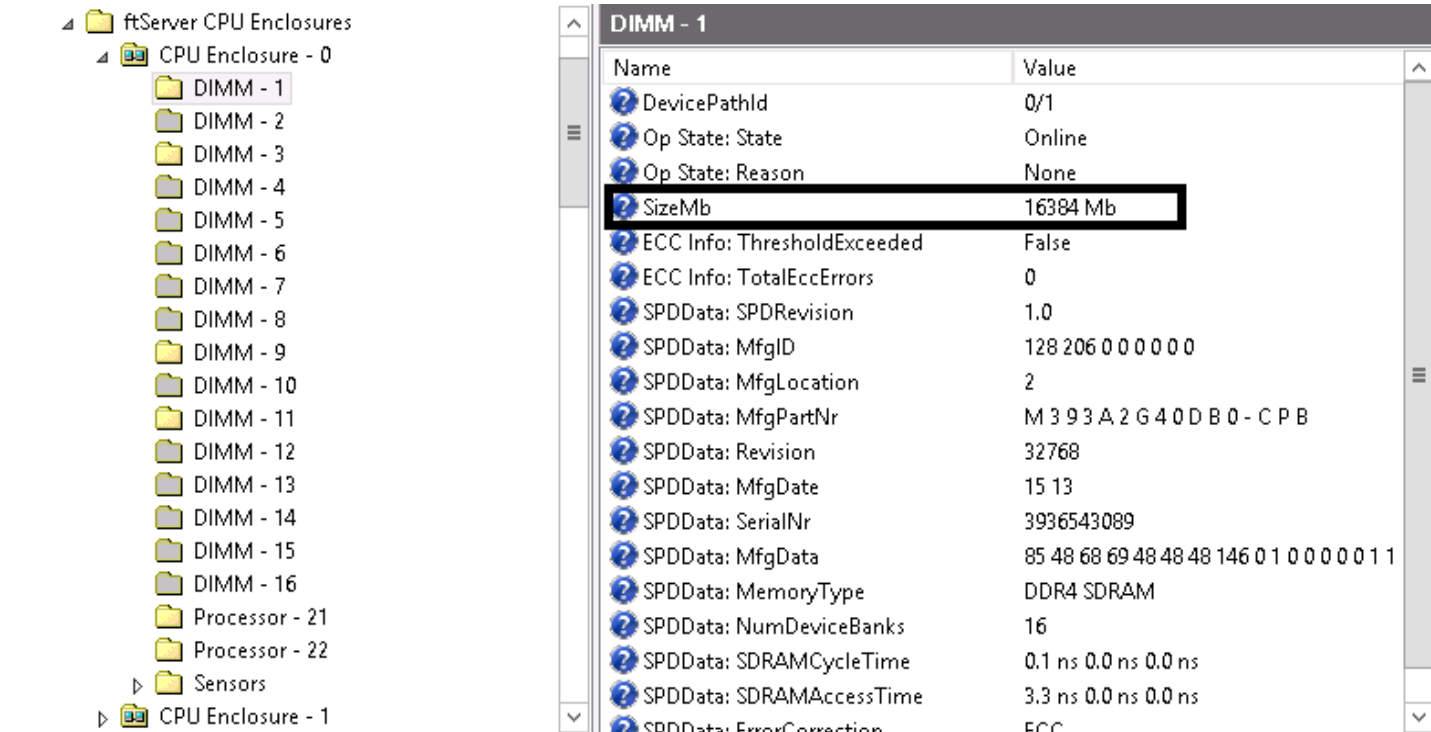 ftServer CPU Enclosures
CPU Enclosure - 0
DIMM - 1
DIMM - 2
DIMM - 3
DIMM - 4
DIMM - 5
DIMM - 6
DIMM - 7
DIMM - 8
DIMM - 9
DIMM - 10
DIMM - 11
DIMM - 12
DIMM - 13
DIMM - 14
DIMM - 15
DIMM - 16
Processor - 21
Processor - 22
Sensors
CPU Enclosure - 1
DIMM - 1
Name Value
DevicePathId 0/1
Op State: State Online
Op State: Reason None
SizeMb 16384 Mb
ECC Info: ThresholdExceeded False
ECC Info: TotalEccErrors 0
SPDData: SPDRevision 1.0
SPDData: MfgID 128 206 0 0 0 0 0 0
SPDData: MfgLocation 2
SPDData: MfgPartNr M 3 9 3 A 2 G 4 0 D B 0 - C P B
SPDData: Revision 32768
SPDData: MfgDate 15 13
SPDData: SerialNr 3936543089
SPDData: MfgData 85 48 68 69 48 48 48 146 0 1 0 0 0 0 0 1 1
SPDData: MemoryType DDR4 SDRAM
SPDData: NumDeviceBanks 16
SPDData: SDRAMCycleTime 0.1 ns 0.0 ns 0.0 ns
SPDData: SDRAMAccessTime 3.3 ns 0.0 ns 0.0 ns
SPDData: ErrorCorrection ECC